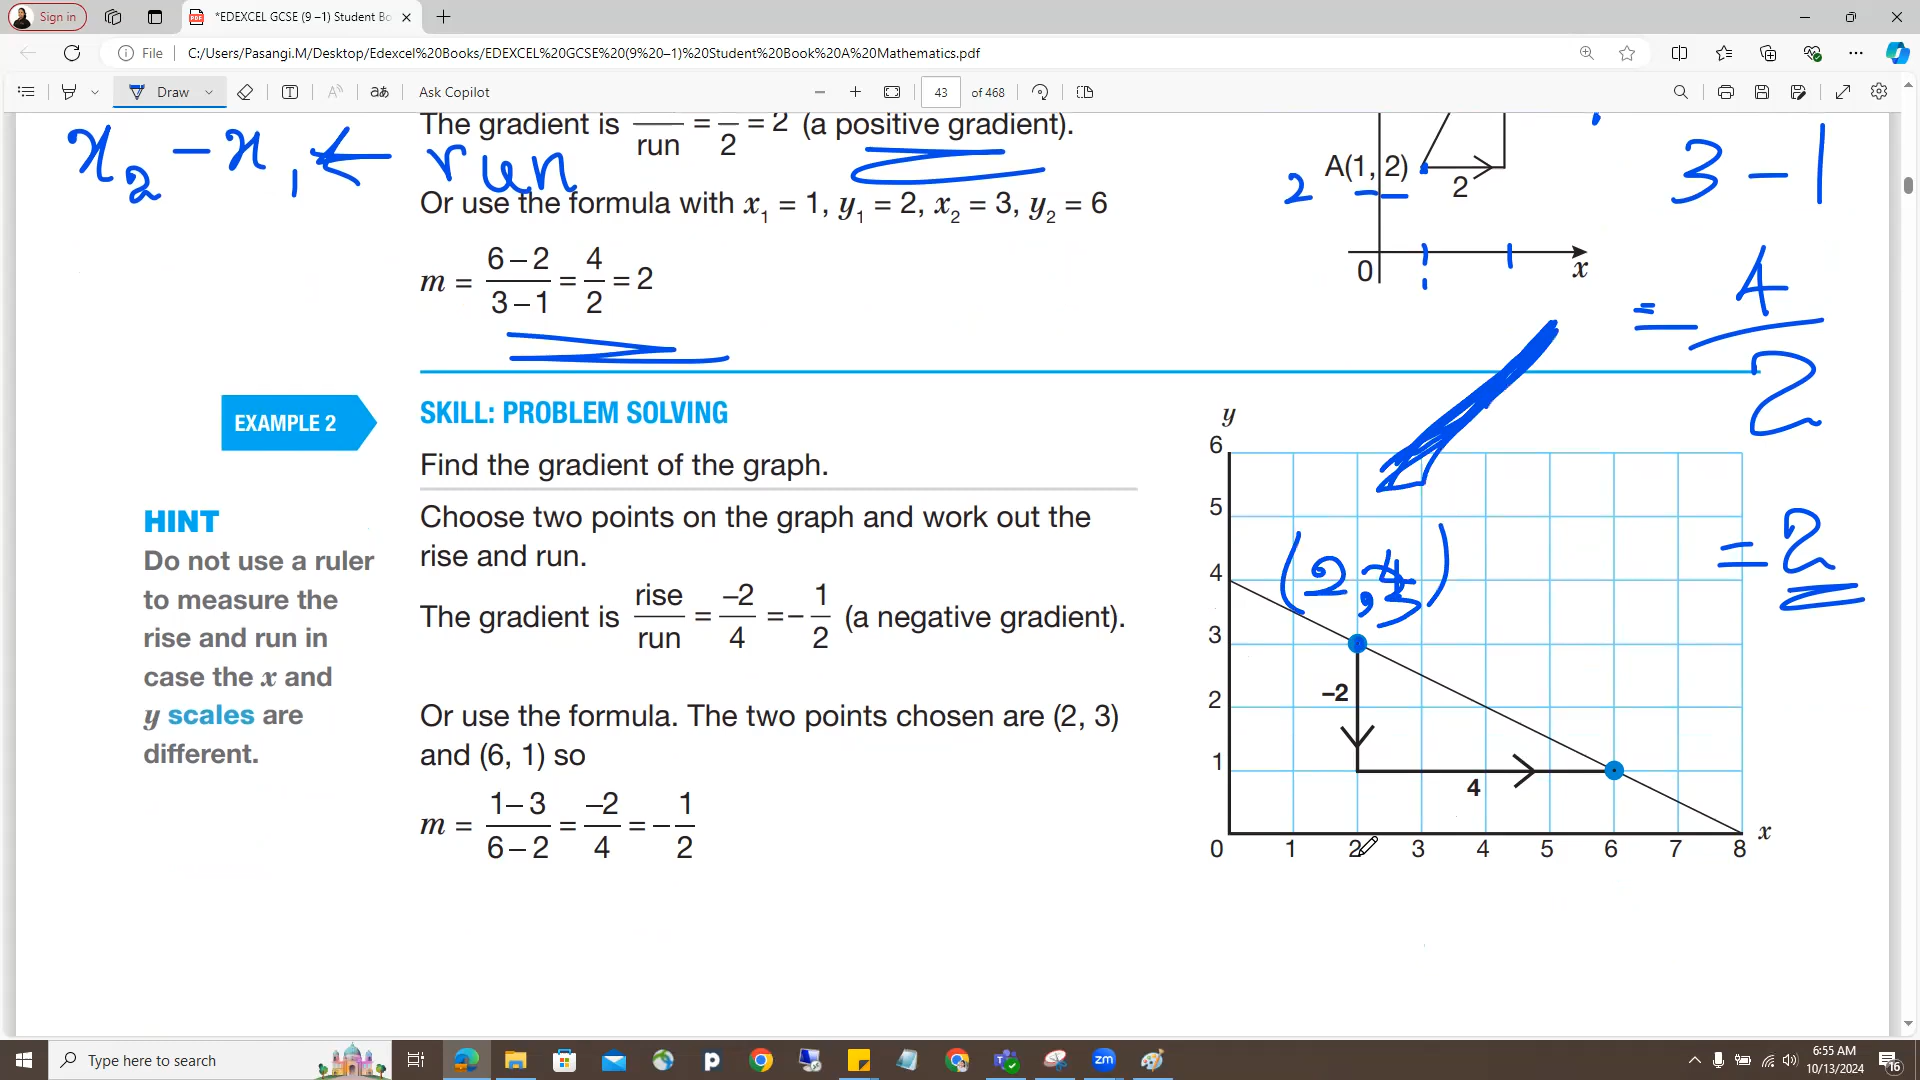 Sign in
*EDEXCEL GCSE (9 –1) Student Bo
File
C:/Users/Pasangi.M/Desktop/Edexcel%20Books/EDEXCEL%20GCSE%20(9%20–1)%20Student%20Book%20A%20Mathematics.pdf
Draw
Ask Copilot
43 of 468
x₂ – x₁ ← run
The gradient is /run = /2 = 2 (a positive gradient).
Or use the formula with x₁ = 1, y₁ = 2, x₂ = 3, y₂ = 6
m = (6 – 2)/(3 – 1) = 4/2 = 2
2
A(1, 2)
2
0
x
3 – 1
= 4/2
= 2
EXAMPLE 2
SKILL: PROBLEM SOLVING
Find the gradient of the graph.
HINT
Do not use a ruler
to measure the
rise and run in
case the x and
y scales are
different.
Choose two points on the graph and work out the
rise and run.
The gradient is rise/run = –2/4 = – 1/2 (a negative gradient).
Or use the formula. The two points chosen are (2, 3)
and (6, 1) so
m = (1 – 3)/(6 – 2) = –2/4 = – 1/2
y
6
5
4
3
2
1
0 1 2 3 4 5 6 7 8
x
(2, 3)
–2
4
Type here to search
6:55 AM
10/13/2024
16